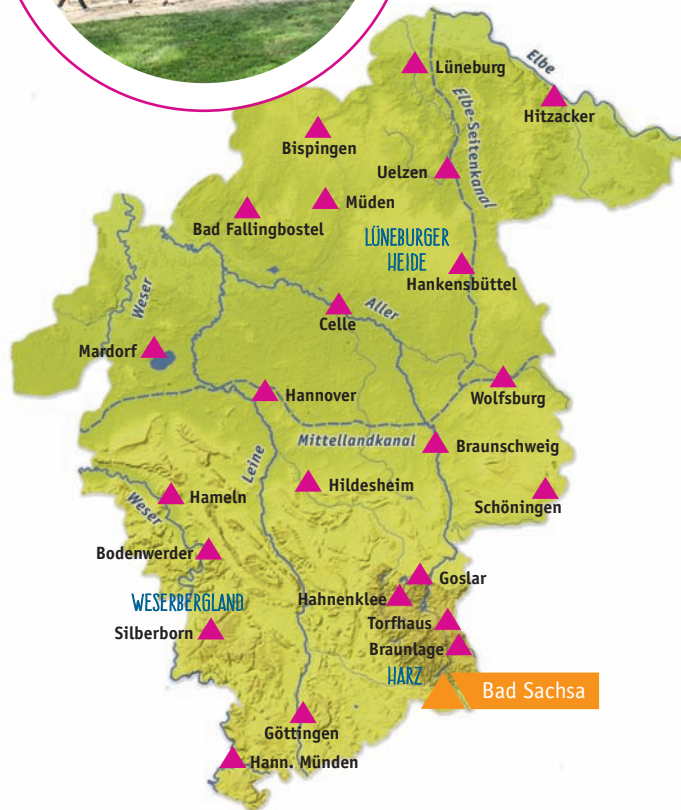 Lüneburg
Elbe
Hitzacker
Elbe-Seitenkanal
Bispingen
Uelzen
Müden
Bad Fallingbostel
LÜNEBURGER
HEIDE
Hankensbüttel
Weser
Aller
Celle
Mardorf
Hannover
Wolfsburg
Mittellandkanal
Braunschweig
Leine
Hildesheim
Hameln
Schöningen
Weser
Bodenwerder
Goslar
Hahnenklee
WESERBERGLAND
Torfhaus
Silberborn
Braunlage
HARZ
Bad Sachsa
Göttingen
Hann. Münden